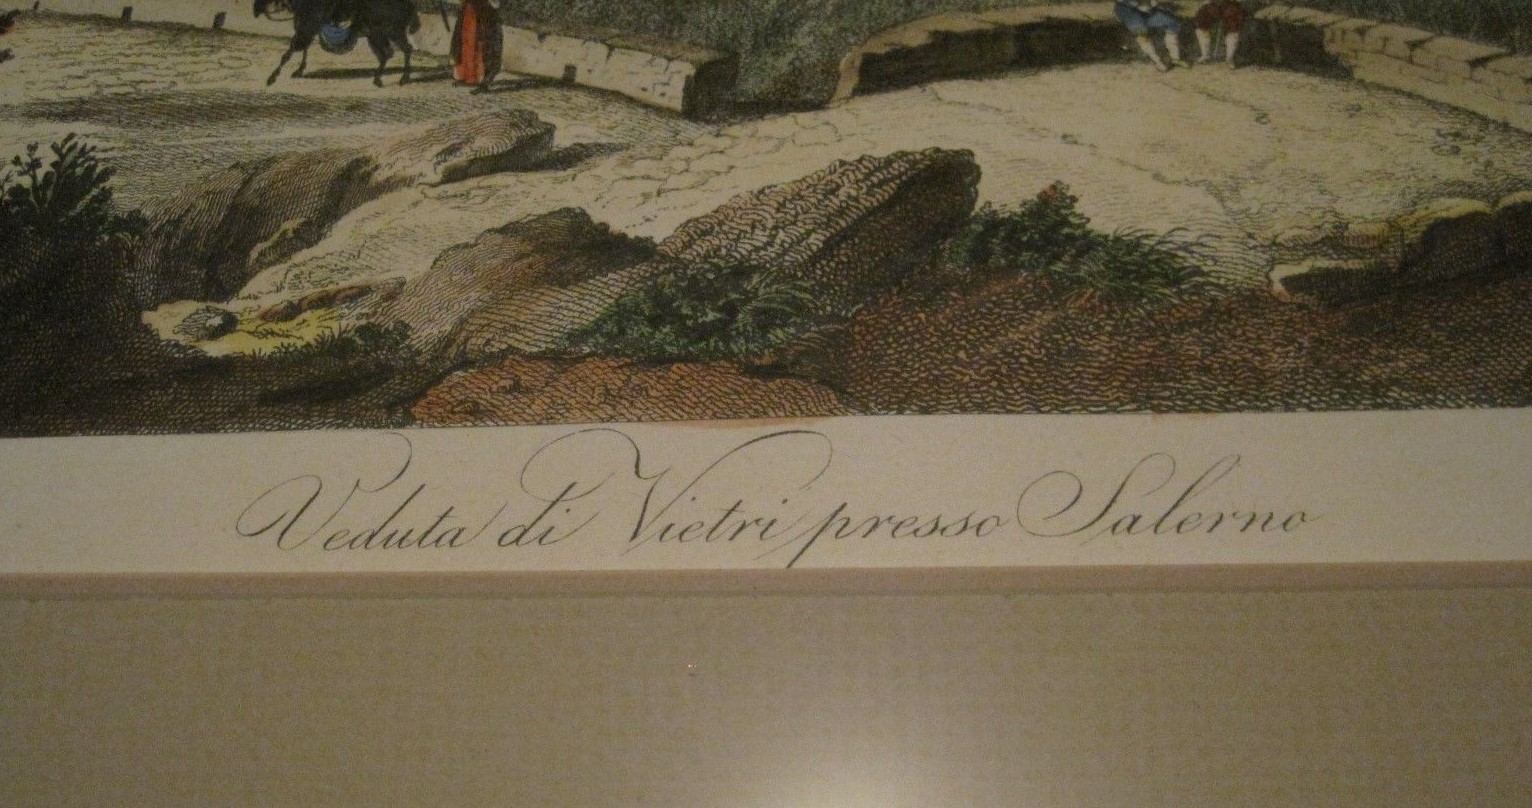 Veduta di Vietri presso Salerno